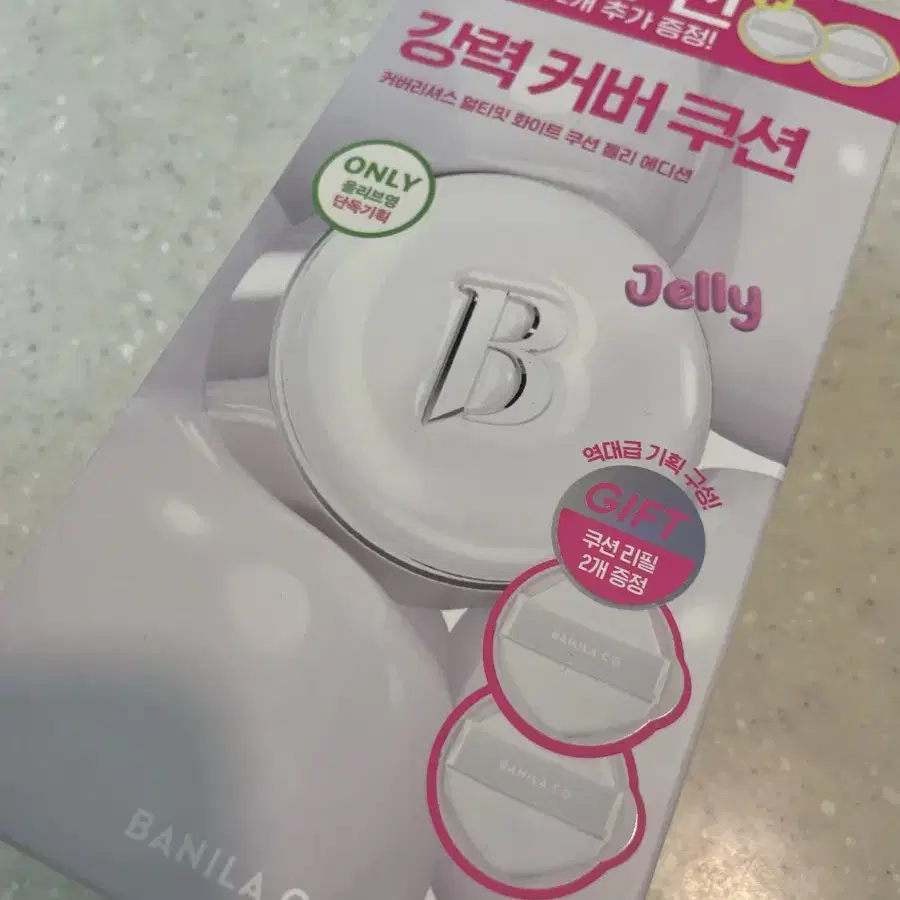 2개 추가 증정!
강력 커버 쿠션
커버리셔스 얼티밋 화이트 쿠션 젤리 에디션
ONLY
올리브영
단독기획
B
Jelly
역대급 기획 구성!
GIFT
쿠션 리필
2개 증정
BANILA CO
BANILA CO
BANILA C